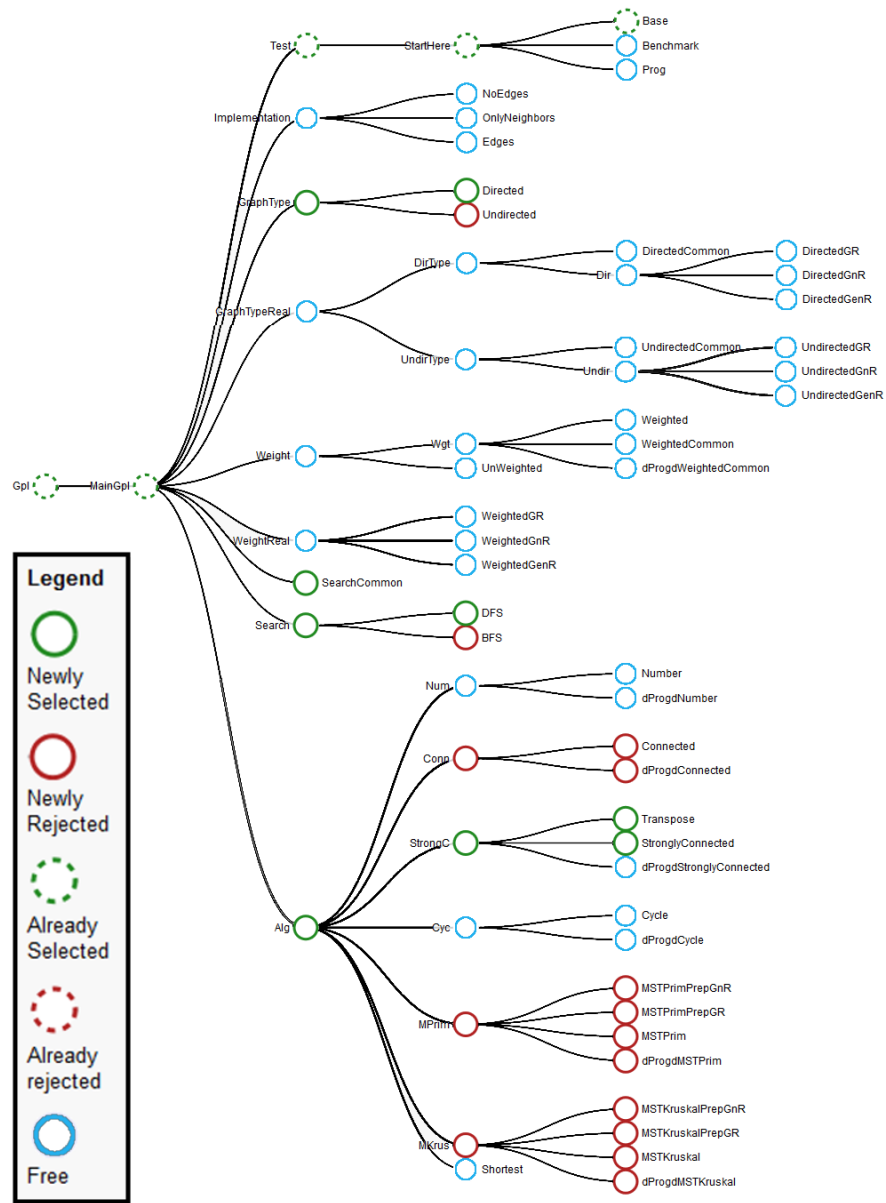 Base
Test
StartHere
Benchmark
Prog
NoEdges
Implementation
OnlyNeighbors
Edges
Directed
GraphType
Undirected
DirectedCommon
DirectedGR
DirType
Dir
DirectedGnR
DirectedGenR
GraphTypeReal
UndirectedCommon
UndirectedGR
UndirType
Undir
UndirectedGnR
UndirectedGenR
Weighted
Wgt
WeightedCommon
Weight
UnWeighted
dProgdWeightedCommon
Gpl
MainGpl
WeightedGR
WeightReal
WeightedGnR
WeightedGenR
SearchCommon
DFS
Search
BFS
Number
Num
dProgdNumber
Connected
Conn
dProgdConnected
Transpose
StrongC
StronglyConnected
dProgdStronglyConnected
Cycle
Alg
Cyc
dProgdCycle
MSTPrimPrepGnR
MSTPrimPrepGR
MPrim
MSTPrim
dProgdMSTPrim
MSTKruskalPrepGnR
MSTKruskalPrepGR
MKrus
MSTKruskal
Shortest
dProgdMSTKruskal
Legend
Newly
Selected
Newly
Rejected
Already
Selected
Already
rejected
Free